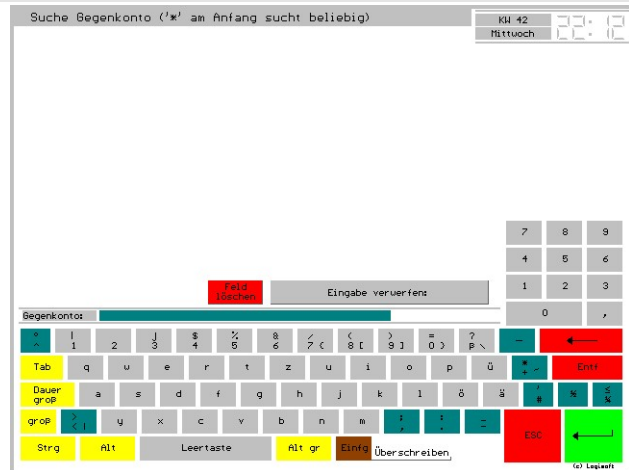 Suche Gegenkonto ('*' am Anfang sucht beliebig)
KW 42
Mittwoch
22:12
7 8 9
4 5 6
Feld löschen
Eingabe verwerfen:
1 2 3
Gegenkonto:
0 ,
° ^ ! 1 " 2 § 3 $ 4 % 5 & 6 / 7 { ( 8 [ ) 9 ] = 0 } ? ß \ _ ←
Tab q w e r t z u i o p ü * + ~ Entf
Dauer groß a s d f g h j k l ö ä ' #
groß > < | y x c v b n m ; , : . _ -
Strg Alt Leertaste Alt gr Einfg Überschreiben ESC
(c) Logisoft